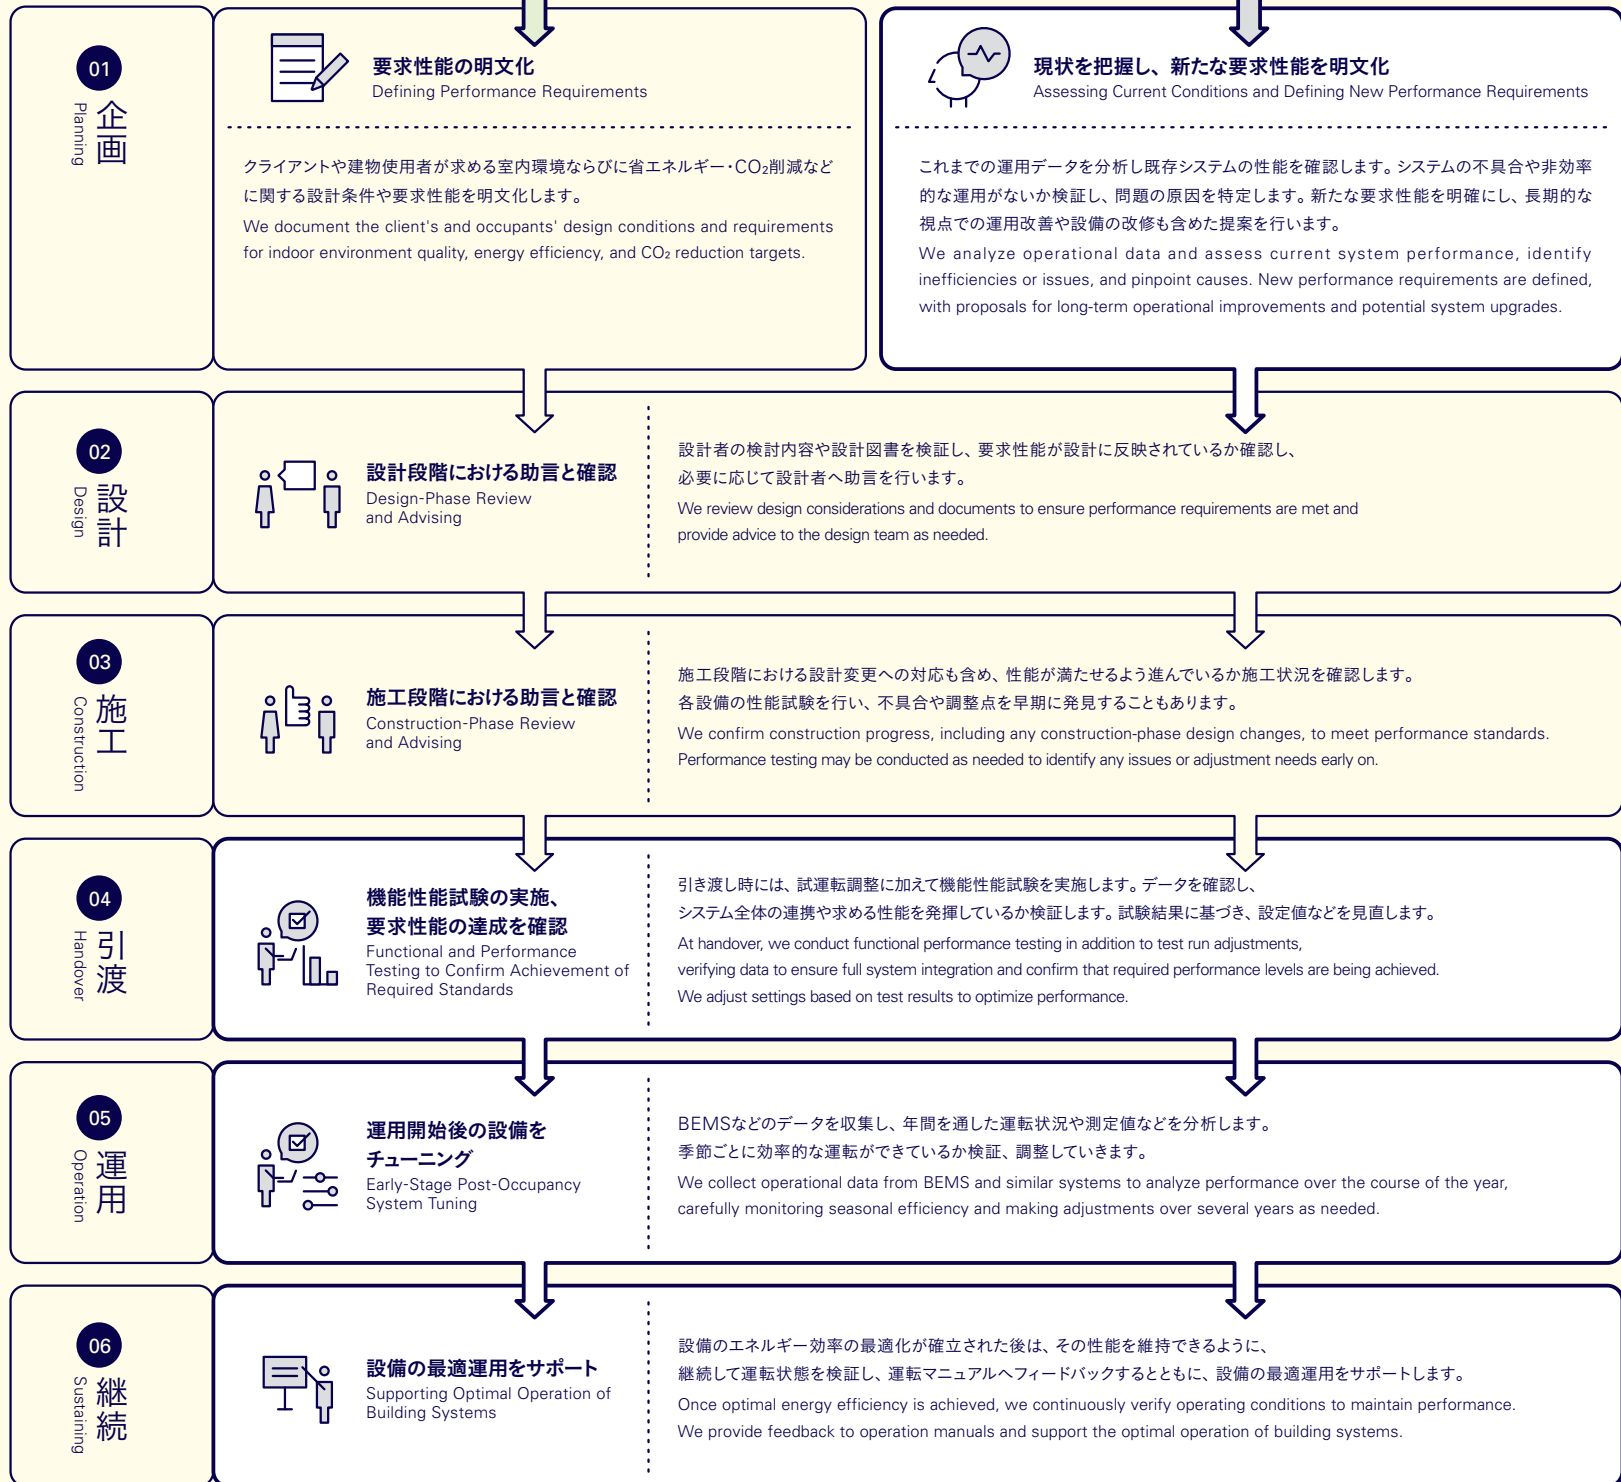 01
企画
Planning
要求性能の明文化
Defining Performance Requirements
クライアントや建物使用者が求める室内環境ならびに省エネルギー・CO₂削減など
に関する設計条件や要求性能を明文化します。
We document the client's and occupants' design conditions and requirements
for indoor environment quality, energy efficiency, and CO₂ reduction targets.
現状を把握し、新たな要求性能を明文化
Assessing Current Conditions and Defining New Performance Requirements
これまでの運用データを分析し既存システムの性能を確認します。システムの不具合や非効率
的な運用がないか検証し、問題の原因を特定します。新たな要求性能を明確にし、長期的な
視点での運用改善や設備の改修も含めた提案を行います。
We analyze operational data and assess current system performance, identify
inefficiencies or issues, and pinpoint causes. New performance requirements are defined,
with proposals for long-term operational improvements and potential system upgrades.
02
設計
Design
設計段階における助言と確認
Design-Phase Review
and Advising
設計者の検討内容や設計図書を検証し、要求性能が設計に反映されているか確認し、
必要に応じて設計者へ助言を行います。
We review design considerations and documents to ensure performance requirements are met and
provide advice to the design team as needed.
03
施工
Construction
施工段階における助言と確認
Construction-Phase Review
and Advising
施工段階における設計変更への対応も含め、性能が満たせるよう進んでいるか施工状況を確認します。
各設備の性能試験を行い、不具合や調整点を早期に発見することもあります。
We confirm construction progress, including any construction-phase design changes, to meet performance standards.
Performance testing may be conducted as needed to identify any issues or adjustment needs early on.
04
引渡
Handover
機能性能試験の実施、
要求性能の達成を確認
Functional and Performance
Testing to Confirm Achievement of
Required Standards
引き渡し時には、試運転調整に加えて機能性能試験を実施します。データを確認し、
システム全体の連携や求める性能を発揮しているか検証します。試験結果に基づき、設定値などを見直します。
At handover, we conduct functional performance testing in addition to test run adjustments,
verifying data to ensure full system integration and confirm that required performance levels are being achieved.
We adjust settings based on test results to optimize performance.
05
運用
Operation
運用開始後の設備を
チューニング
Early-Stage Post-Occupancy
System Tuning
BEMSなどのデータを収集し、年間を通した運転状況や測定値などを分析します。
季節ごとに効率的な運転ができているか検証、調整していきます。
We collect operational data from BEMS and similar systems to analyze performance over the course of the year,
carefully monitoring seasonal efficiency and making adjustments over several years as needed.
06
継続
Sustaining
設備の最適運用をサポート
Supporting Optimal Operation of
Building Systems
設備のエネルギー効率の最適化が確立された後は、その性能を維持できるように、
継続して運転状態を検証し、運転マニュアルへフィードバックするとともに、設備の最適運用をサポートします。
Once optimal energy efficiency is achieved, we continuously verify operating conditions to maintain performance.
We provide feedback to operation manuals and support the optimal operation of building systems.